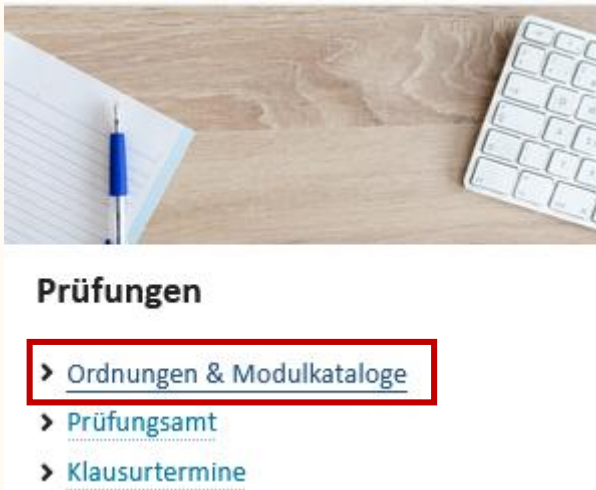 Prüfungen
Ordnungen & Modulkataloge
Prüfungsamt
Klausurtermine